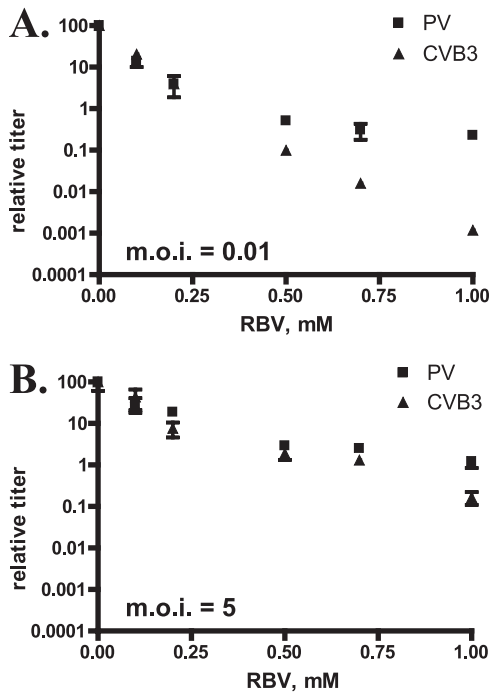 A.
PV
CVB3
100
10
1
0.1
0.01
0.001
0.0001
relative titer
m.o.i. = 0.01
0.00 0.25 0.50 0.75 1.00
RBV, mM
B.
PV
CVB3
100
10
1
0.1
0.01
0.001
0.0001
relative titer
m.o.i. = 5
0.00 0.25 0.50 0.75 1.00
RBV, mM